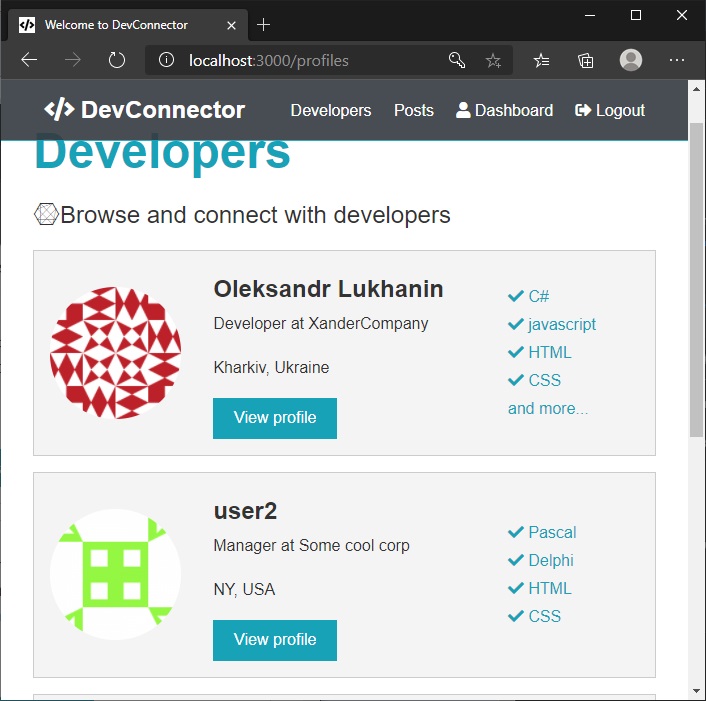 Welcome to DevConnector
localhost:3000/profiles
DevConnector
Developers
Posts
Dashboard
Logout
Developers
Browse and connect with developers
Oleksandr Lukhanin
Developer at XanderCompany
Kharkiv, Ukraine
View profile
C#
javascript
HTML
CSS
and more...
user2
Manager at Some cool corp
NY, USA
View profile
Pascal
Delphi
HTML
CSS